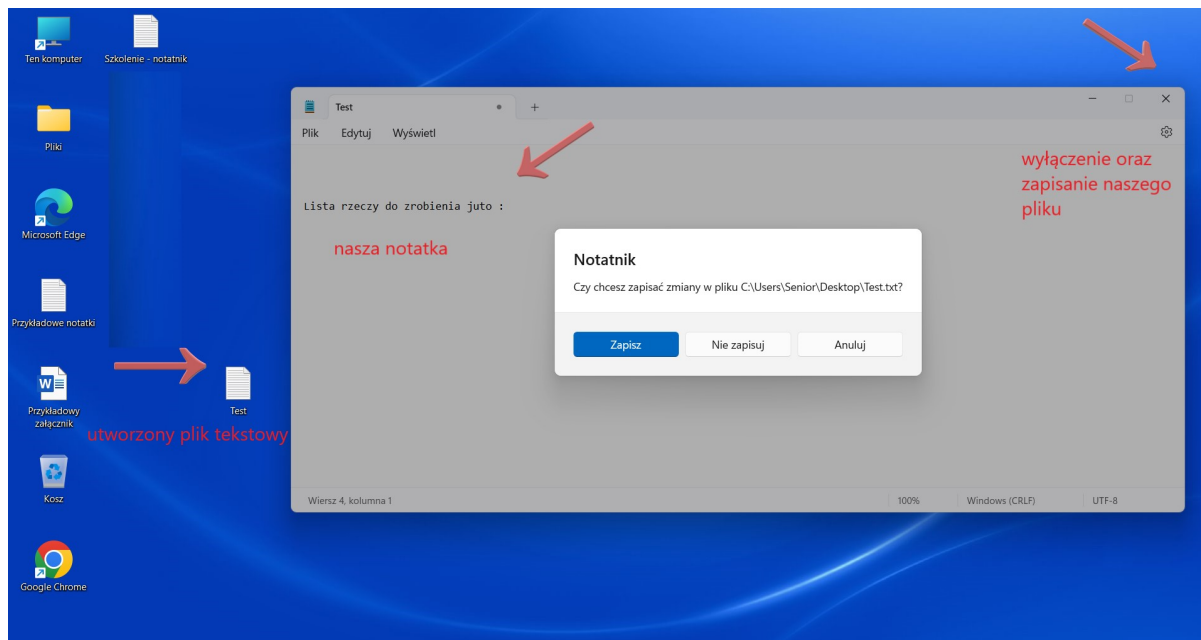 Ten komputer
Szkolenie - notatnik
Pliki
Microsoft Edge
Przykładowe notatki
Przykładowy
załącznik
Test
utworzony plik tekstowy
Kosz
Google Chrome
Test
Plik Edytuj Wyświetl
wyłączenie oraz
zapisanie naszego
pliku
Lista rzeczy do zrobienia juto :
nasza notatka
Notatnik
Czy chcesz zapisać zmiany w pliku C:\Users\Senior\Desktop\Test.txt?
Zapisz Nie zapisuj Anuluj
Wiersz 4, kolumna 1 100% Windows (CRLF) UTF-8